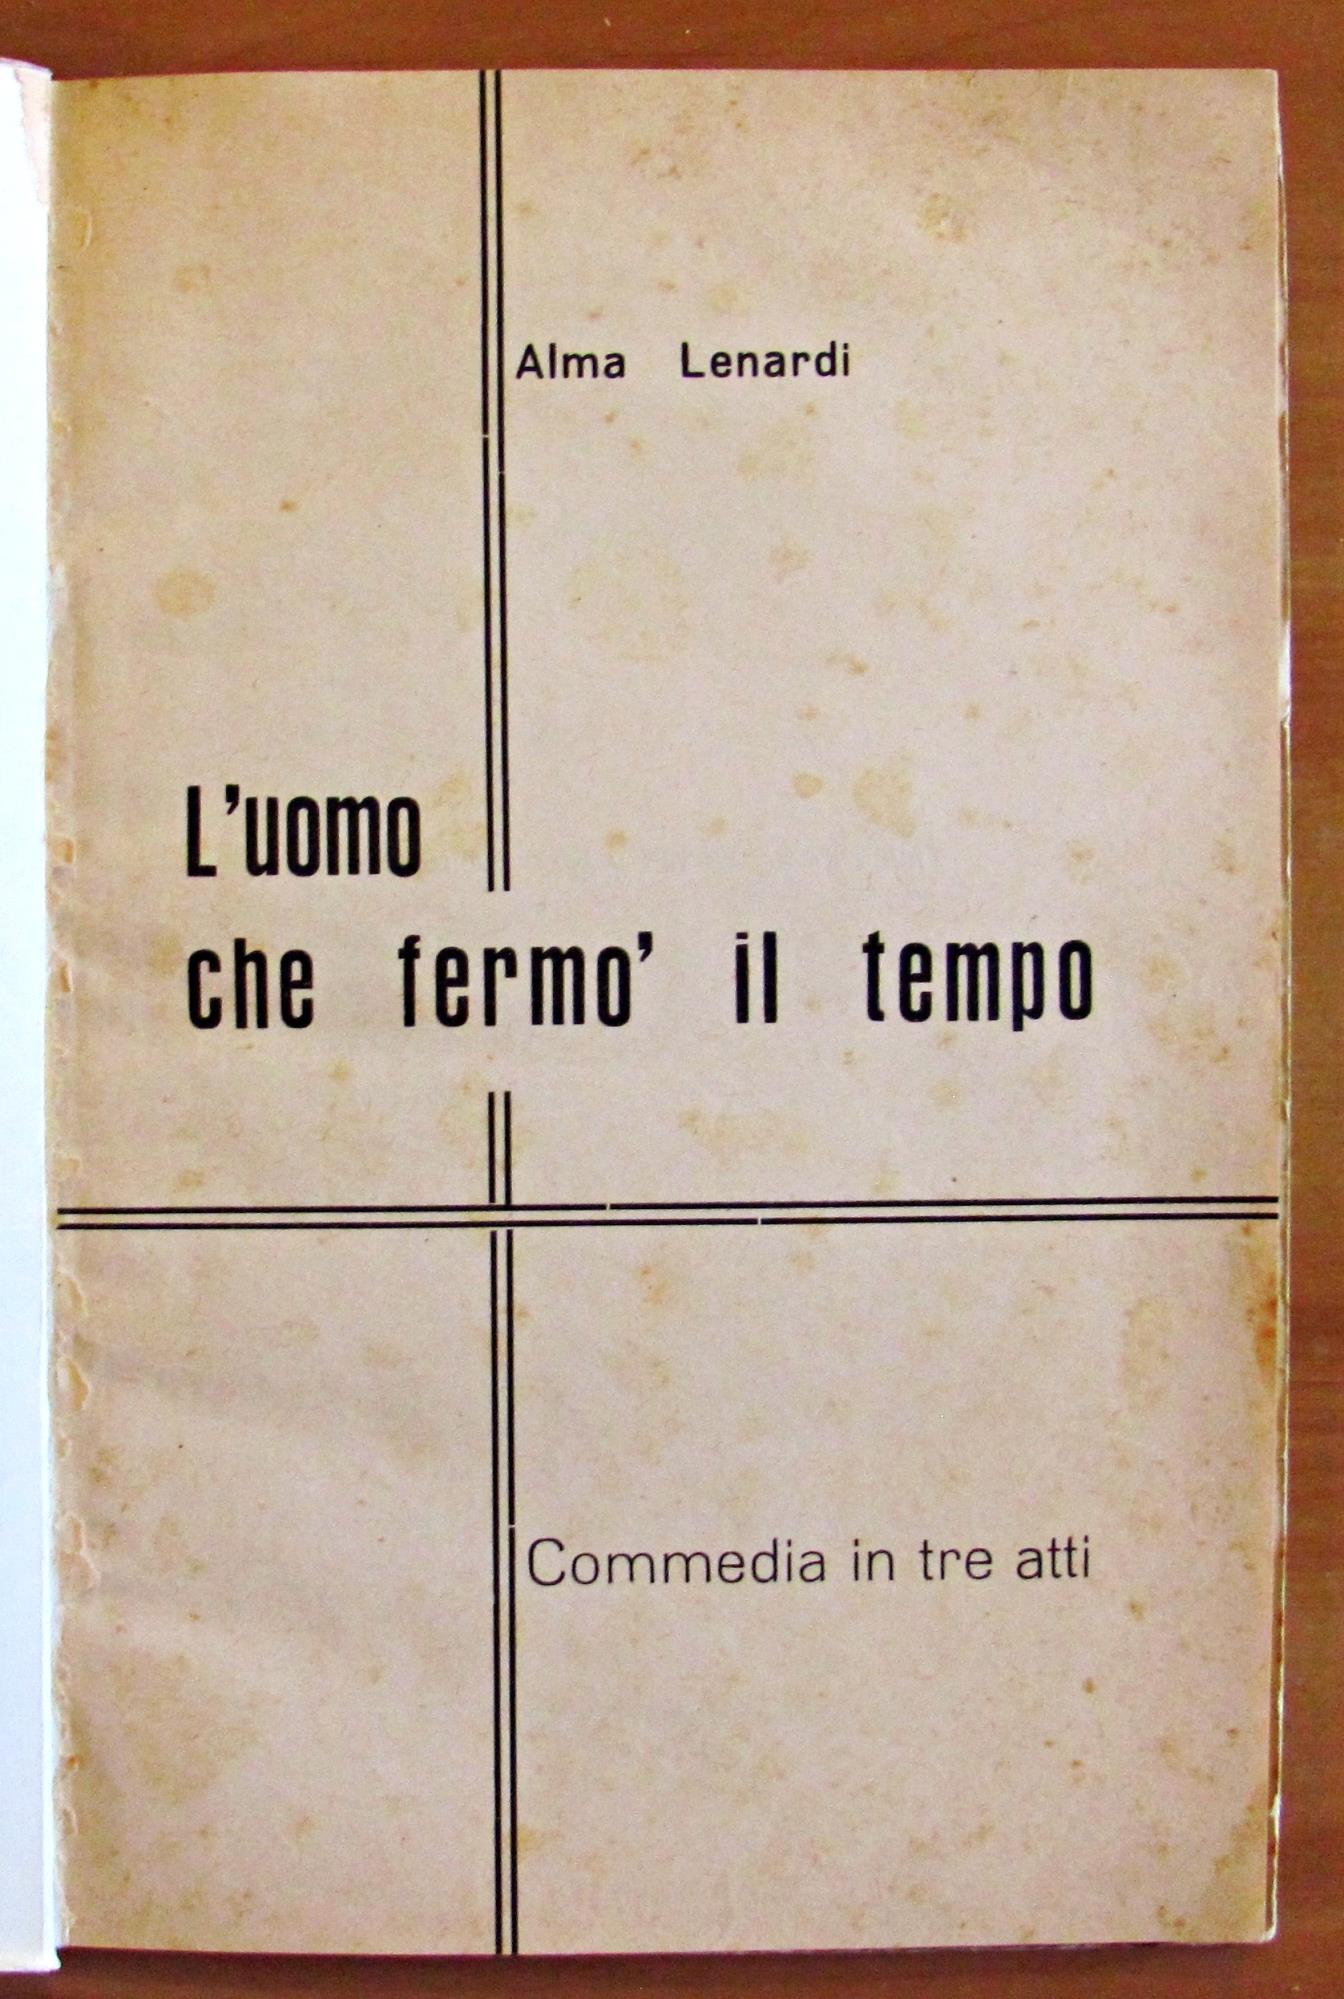 Alma Lenardi
L'uomo
che fermo' il tempo
Commedia in tre atti